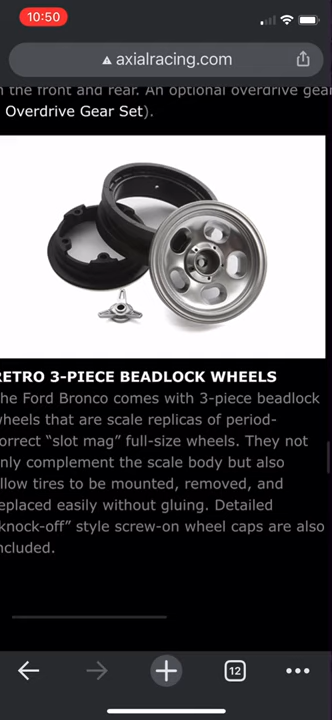 10:50
axialracing.com
the front and rear. An optional overdrive gear
Overdrive Gear Set).
RETRO 3-PIECE BEADLOCK WHEELS
he Ford Bronco comes with 3-piece beadlock
wheels that are scale replicas of period-
orrect “slot mag” full-size wheels. They not
nly complement the scale body but also
llow tires to be mounted, removed, and
eplaced easily without gluing. Detailed
knock-off” style screw-on wheel caps are also
ncluded.
12